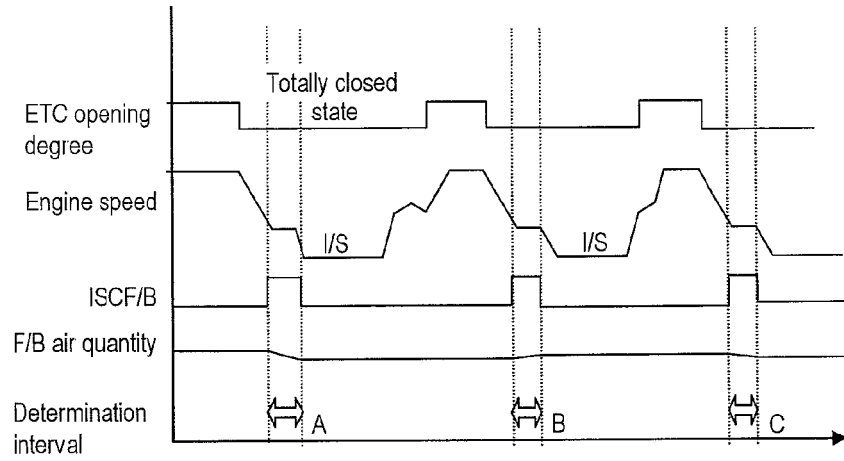 Totally closed
state
ETC opening
degree
Engine speed
I/S
I/S
ISCF/B
F/B air quantity
Determination
interval
A
B
C